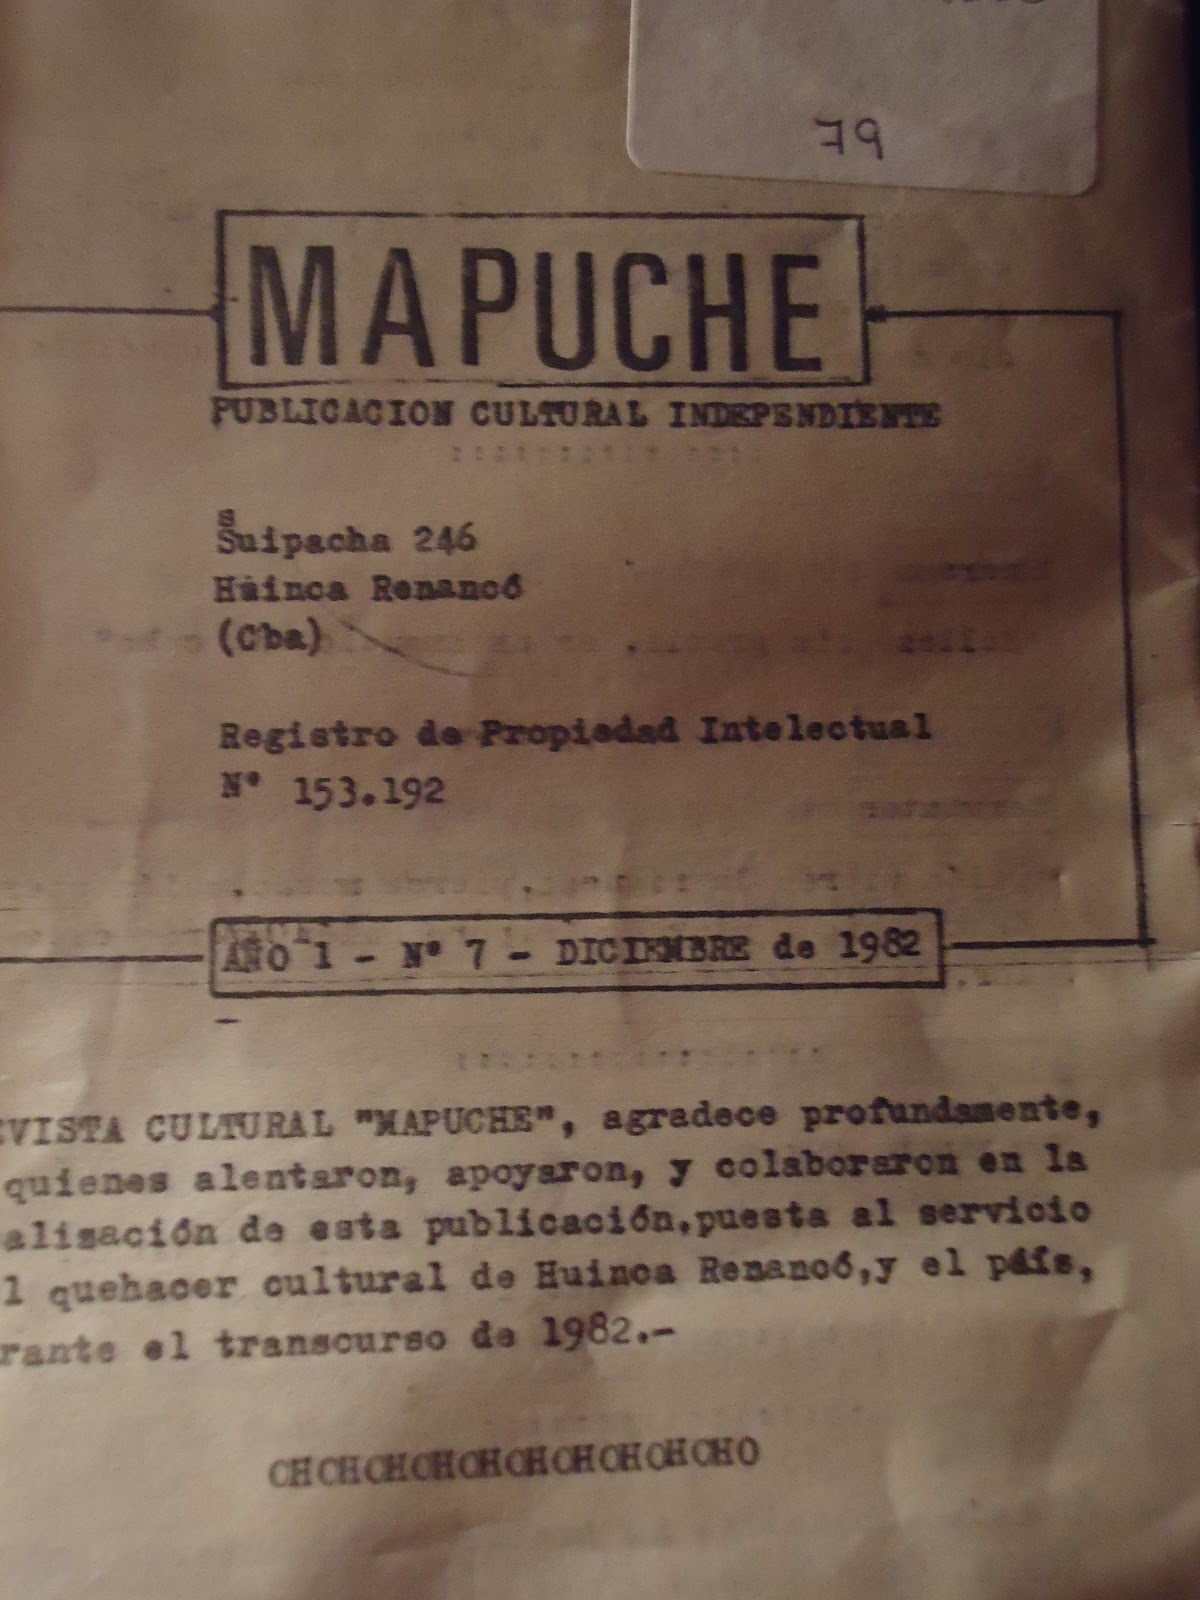 79
MAPUCHE
PUBLICACION CULTURAL INDEPENDIENTE
s
Suipacha 246
Huinca Renancó
(Cba)
Registro de Propiedad Intelectual
Nº 153.192
AÑO 1 - Nº 7 - DICIEMBRE de 1982
EVISTA CULTURAL "MAPUCHE", agradece profundamente,
quienes alentaron, apoyaron, y colaboraron en la
alización de esta publicación.puesta al servicio
l quehacer cultural de Huinca Renancó,y el país,
rante el transcurso de 1982.-
CHCHCHCHCHCHCHCHCHCHO